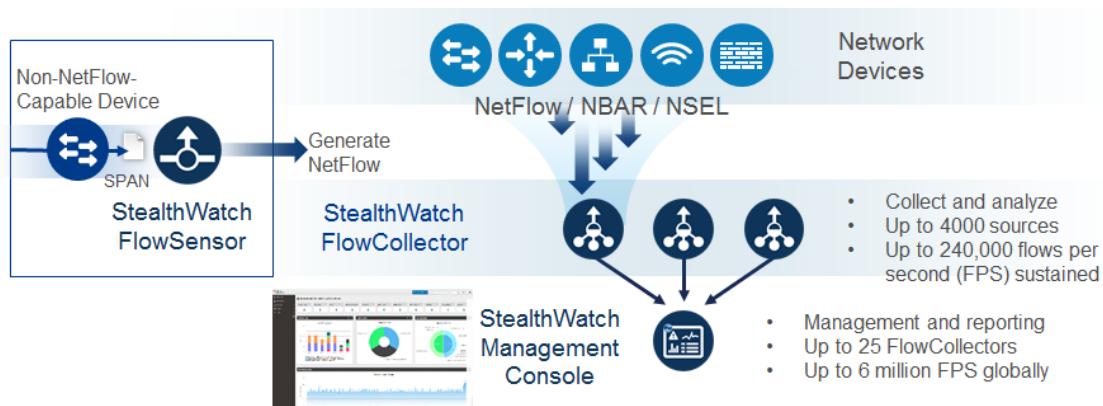 Non-NetFlow-
Capable Device
SPAN
StealthWatch
FlowSensor
Generate
NetFlow
Network
Devices
NetFlow / NBAR / NSEL
StealthWatch
FlowCollector
• Collect and analyze
• Up to 4000 sources
• Up to 240,000 flows per
second (FPS) sustained
StealthWatch
Management
Console
• Management and reporting
• Up to 25 FlowCollectors
• Up to 6 million FPS globally